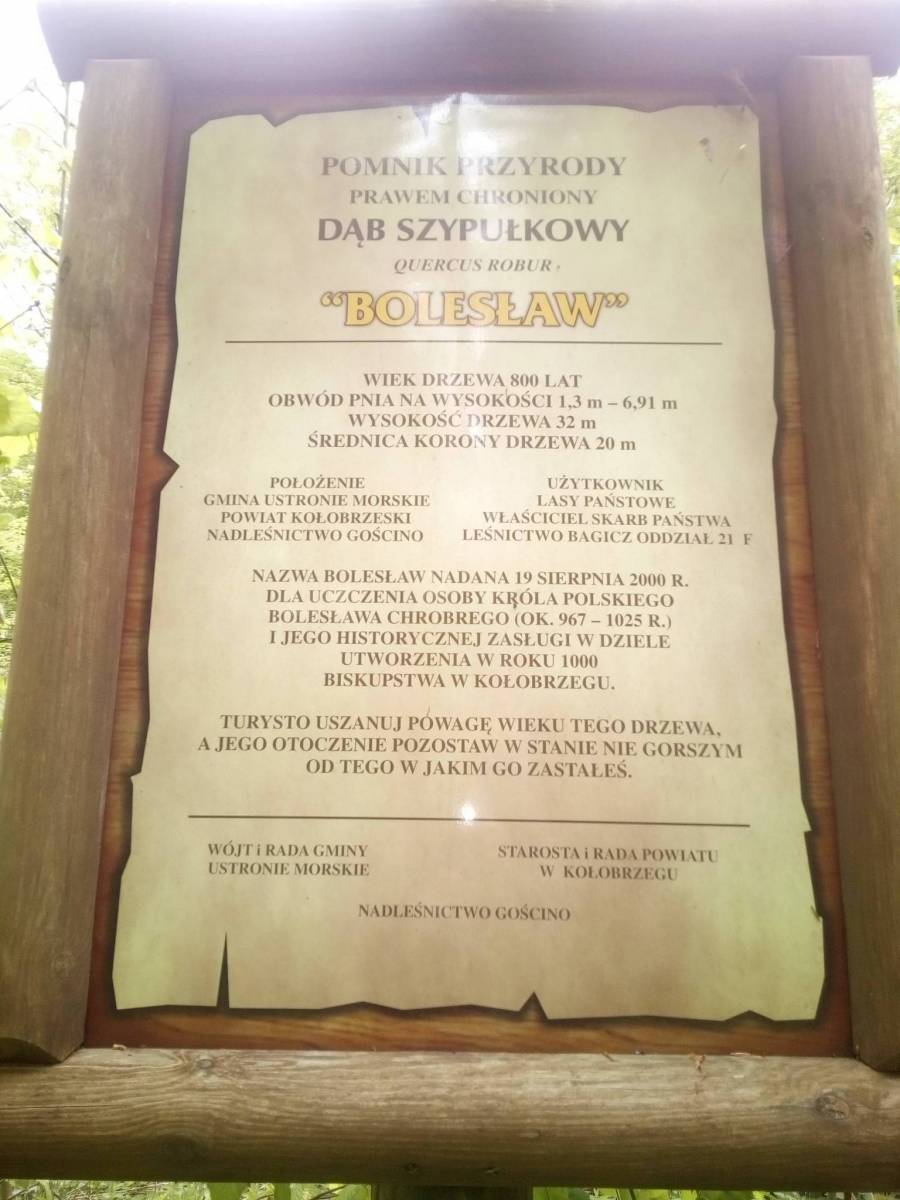 POMNIK PRZYRODY
PRAWEM CHRONIONY
DĄB SZYPUŁKOWY
QUERCUS ROBUR
“BOLESŁAW”
WIEK DRZEWA 800 LAT
OBWÓD PNIA NA WYSOKOŚCI 1,3 m – 6,91 m
WYSOKOŚĆ DRZEWA 32 m
ŚREDNICA KORONY DRZEWA 20 m
POŁOŻENIE
GMINA USTRONIE MORSKIE
POWIAT KOŁOBRZESKI
NADLEŚNICTWO GOŚCINO
UŻYTKOWNIK
LASY PAŃSTOWE
WŁAŚCICIEL SKARB PAŃSTWA
LEŚNICTWO BAGICZ ODDZIAŁ 21 F
NAZWA BOLESŁAW NADANA 19 SIERPNIA 2000 R.
DLA UCZCZENIA OSOBY KRÓLA POLSKIEGO
BOLESŁAWA CHROBREGO (OK. 967 – 1025 R.)
I JEGO HISTORYCZNEJ ZASŁUGI W DZIELE
UTWORZENIA W ROKU 1000
BISKUPSTWA W KOŁOBRZEGU.
TURYSTO USZANUJ POWAGĘ WIEKU TEGO DRZEWA,
A JEGO OTOCZENIE POZOSTAW W STANIE NIE GORSZYM
OD TEGO W JAKIM GO ZASTAŁEŚ.
WÓJT i RADA GMINY
USTRONIE MORSKIE
STAROSTA i RADA POWIATU
W KOŁOBRZEGU
NADLEŚNICTWO GOŚCINO